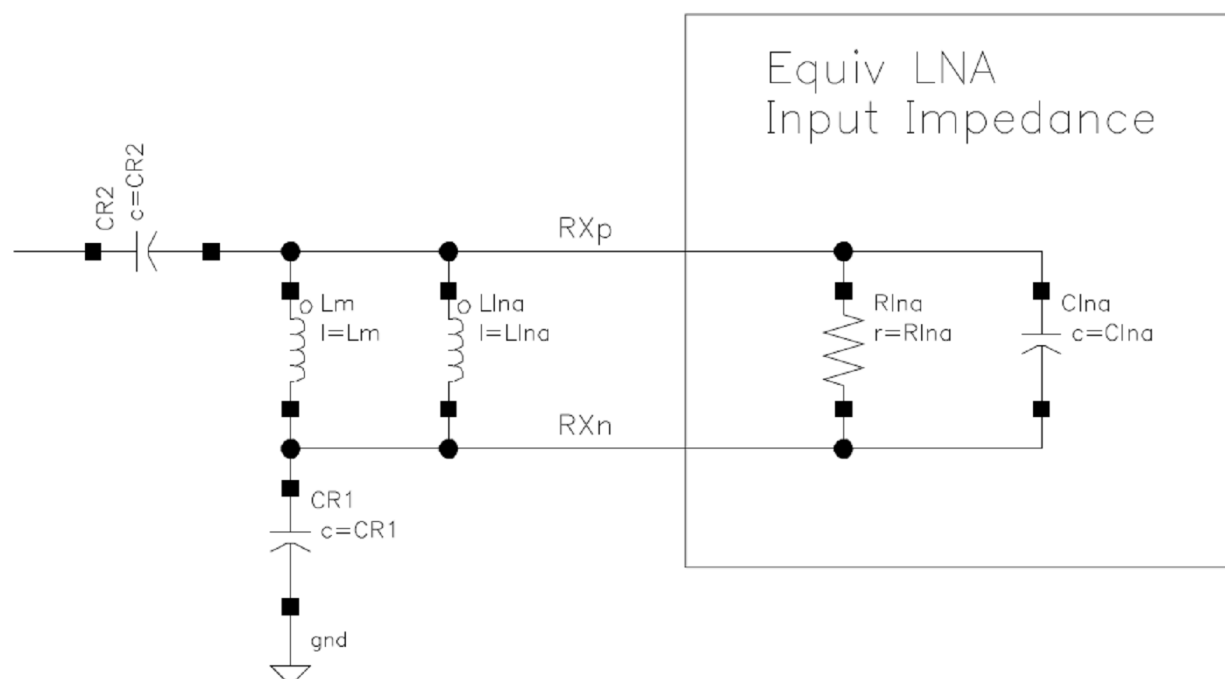 Equiv LNA
Input Impedance
CR2
c=CR2
RXp
Lm
l=Lm
Llna
l=Llna
Rlna
r=Rlna
Clna
c=Clna
RXn
CR1
c=CR1
gnd